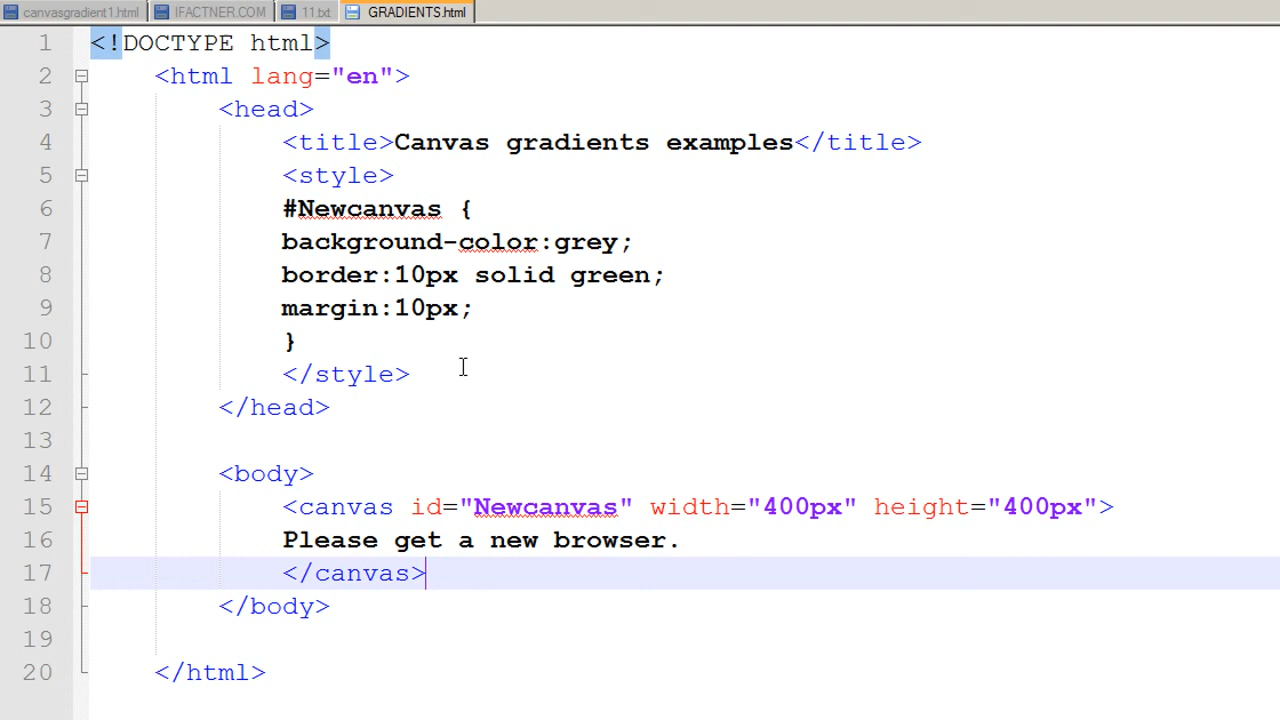 canvasgradient1.html IFACTNER.COM 11.txt GRADIENTS.html
1 <!DOCTYPE html>
2 <html lang="en">
3 <head>
4 <title>Canvas gradients examples</title>
5 <style>
6 #Newcanvas {
7 background-color:grey;
8 border:10px solid green;
9 margin:10px;
10 }
11 </style>
12 </head>
13
14 <body>
15 <canvas id="Newcanvas" width="400px" height="400px">
16 Please get a new browser.
17 </canvas>
18 </body>
19
20 </html>